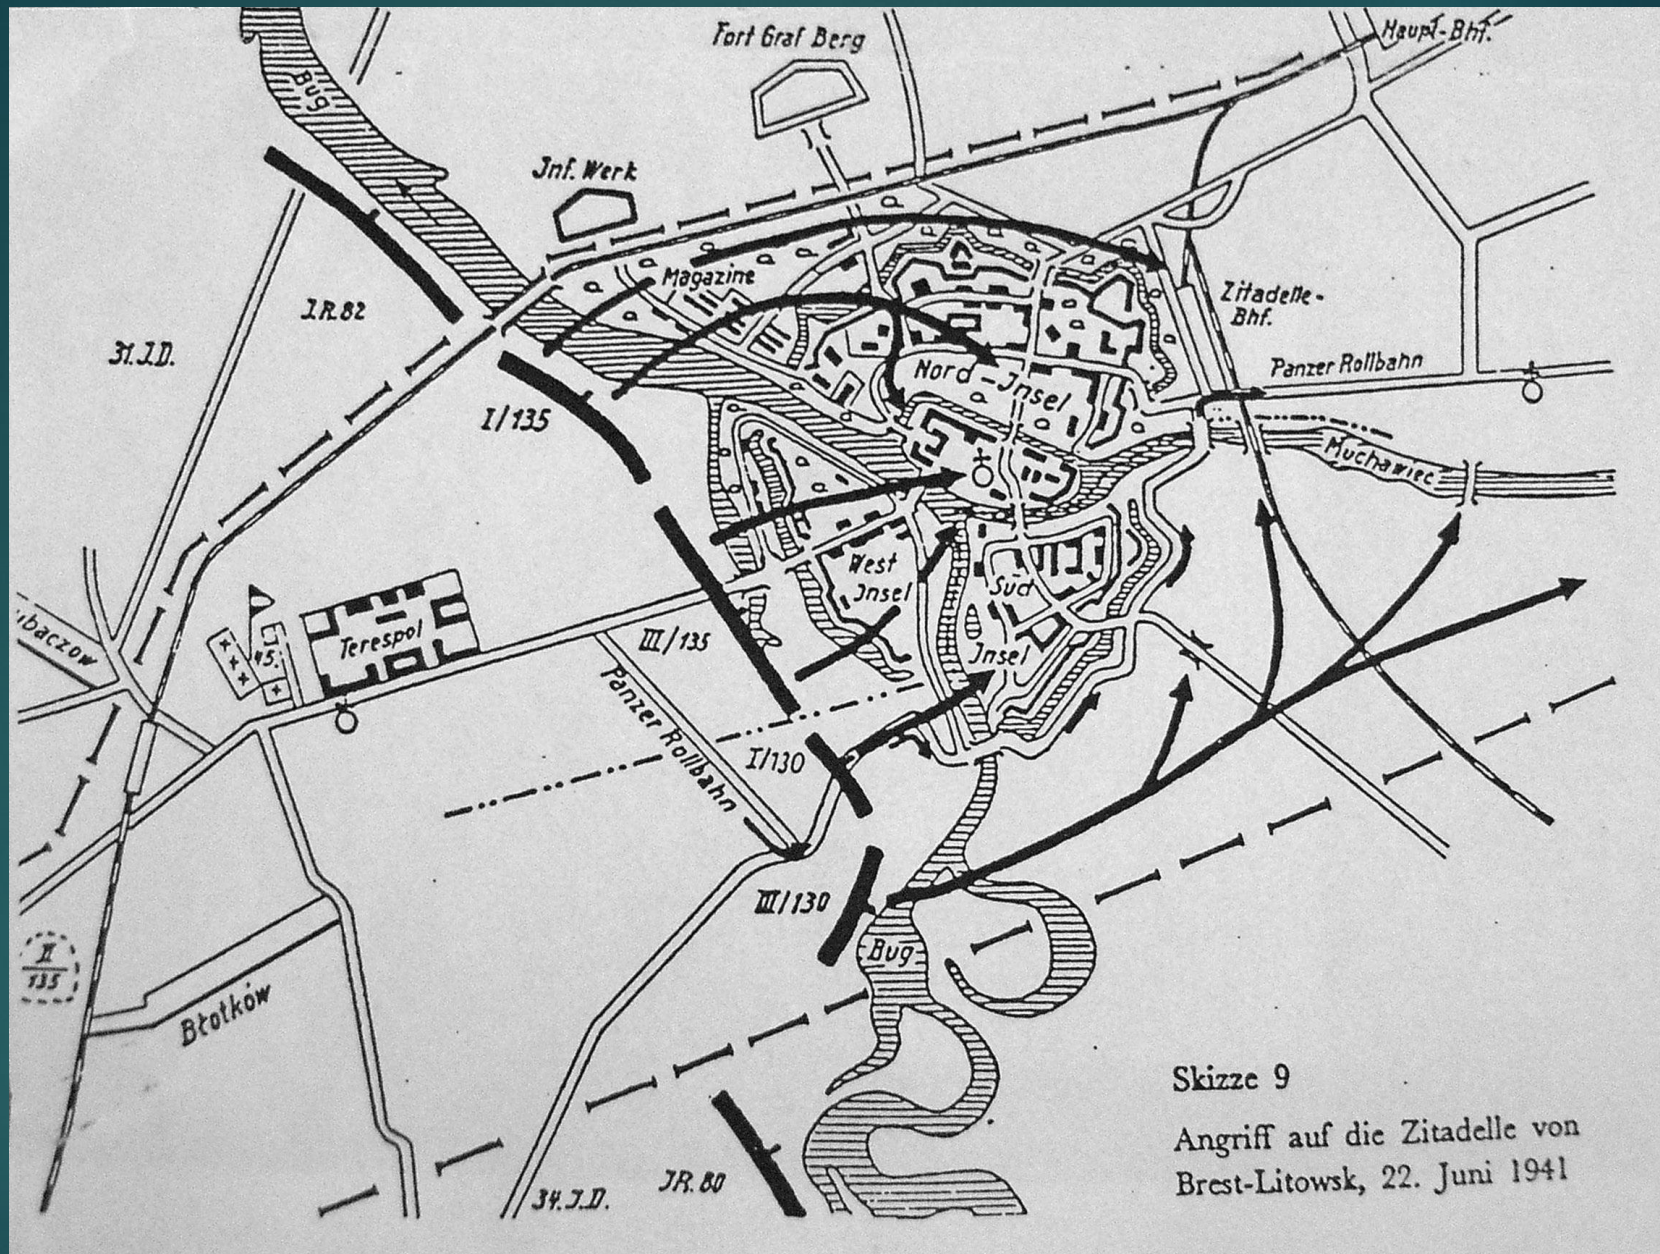 Haupt-Bhf.
Fort Graf Berg
Bug
Jnf. Werk
Magazine
J.R.82
31. J.D.
Zitadelle-
Bhf.
Panzer Rollbahn
Nord-Jnsel
I/135
Muchawiec
West
Jnsel
Süd
Jnsel
45.
Terespol
III/135
Panzer Rollbahn
I/130
III/130
Bug
II
135
Błotków
J.R. 80
34. J.D.
Skizze 9
Angriff auf die Zitadelle von
Brest-Litowsk, 22. Juni 1941